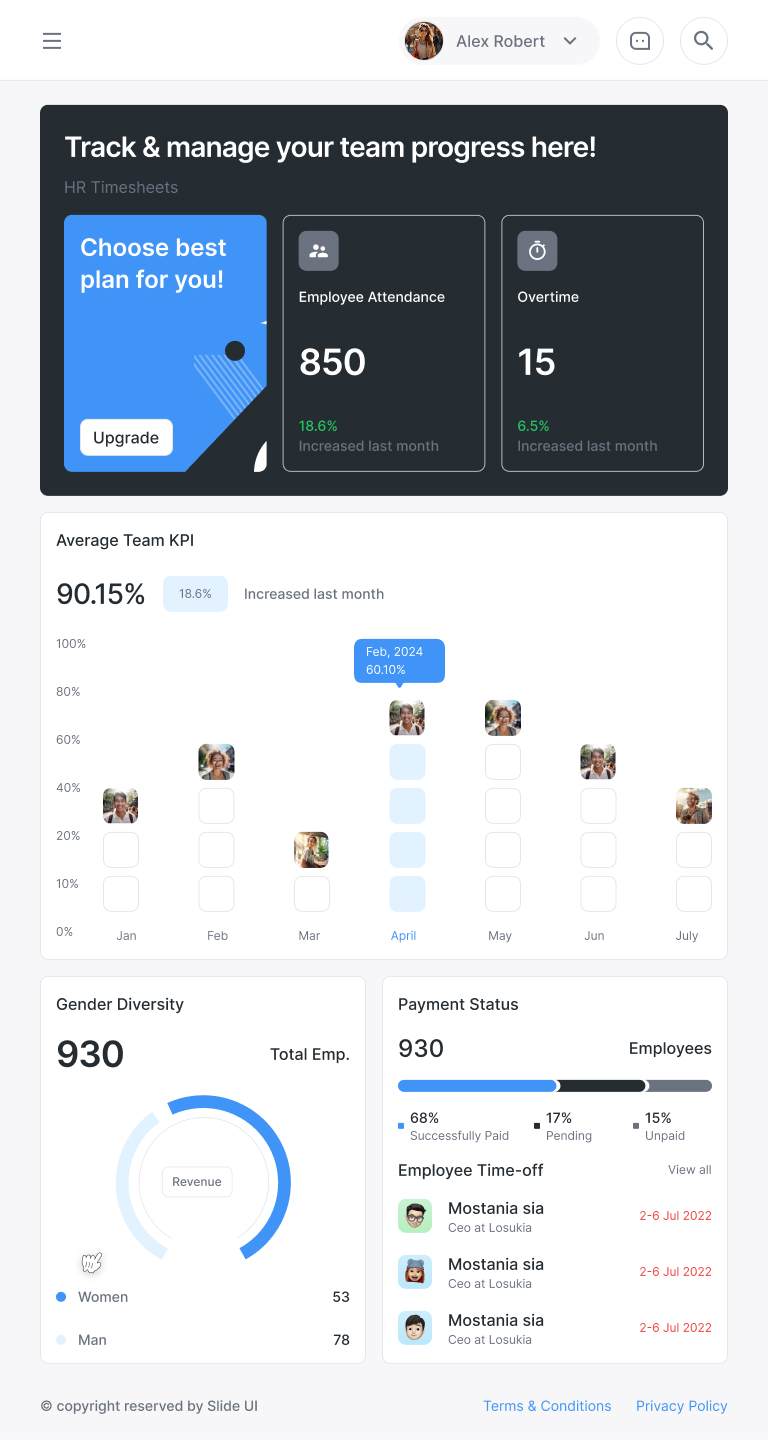 Alex Robert
Track & manage your team progress here!
HR Timesheets
Choose best
plan for you!
Upgrade
Employee Attendance
850
18.6%
Increased last month
Overtime
15
6.5%
Increased last month
Average Team KPI
90.15%
18.6%
Increased last month
100%
80%
60%
40%
20%
10%
0%
Feb, 2024
60.10%
Jan
Feb
Mar
April
May
Jun
July
Gender Diversity
930
Total Emp.
Revenue
Women
53
Man
78
Payment Status
930
Employees
68%
Successfully Paid
17%
Pending
15%
Unpaid
Employee Time-off
View all
Mostania sia
Ceo at Losukia
2-6 Jul 2022
Mostania sia
Ceo at Losukia
2-6 Jul 2022
Mostania sia
Ceo at Losukia
2-6 Jul 2022
© copyright reserved by Slide UI
Terms & Conditions
Privacy Policy